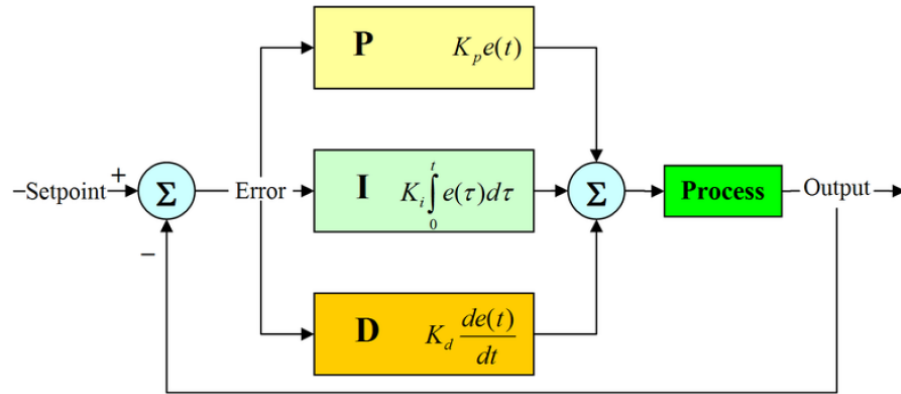 P K_p e(t)
–Setpoint + Σ Error I K_i ∫_0^t e(τ)dτ Σ Process Output
−
D K_d de(t)/dt